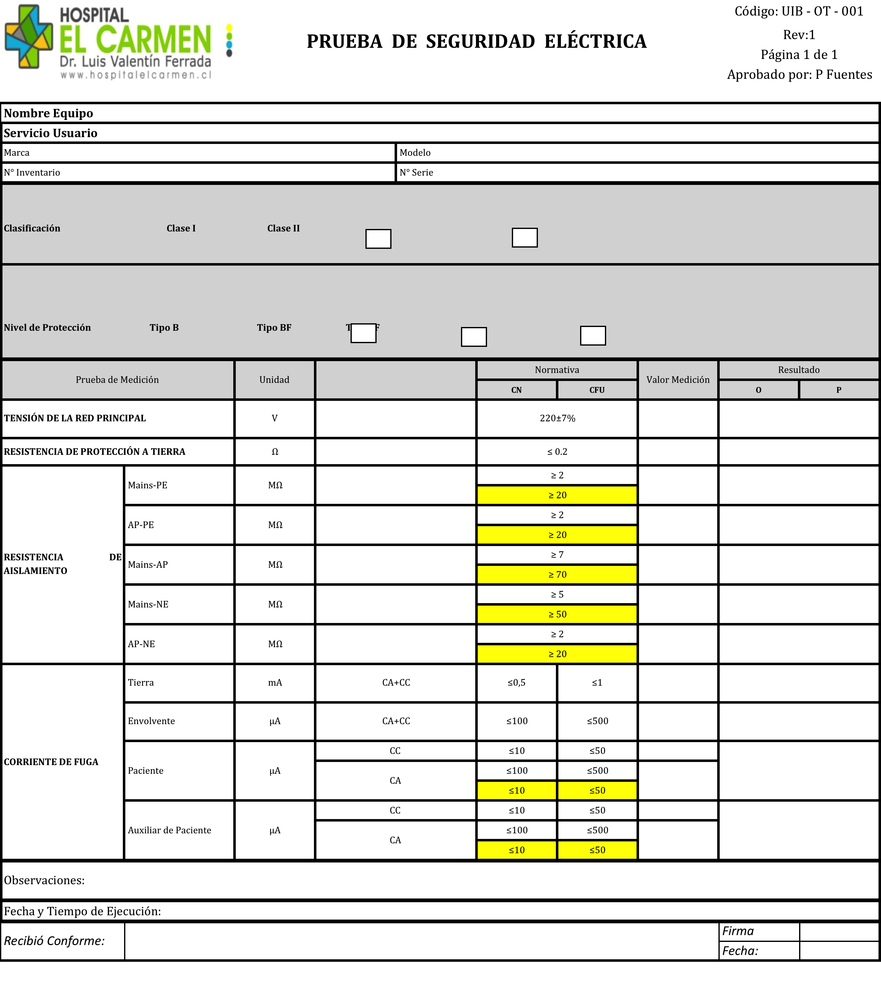 HOSPITAL
EL CARMEN
Dr. Luis Valentín Ferrada
www.hospitalelcarmen.cl
PRUEBA DE SEGURIDAD ELÉCTRICA
Código: UIB - OT - 001
Rev:1
Página 1 de 1
Aprobado por: P Fuentes
Nombre Equipo
Servicio Usuario
Marca
Modelo
N° Inventario
N° Serie
Clasificación Clase I Clase II
Nivel de Protección Tipo B Tipo BF
Prueba de Medición
Unidad
Normativa
Valor Medición
Resultado
CN
CFU
O
P
TENSIÓN DE LA RED PRINCIPAL
V
220±7%
RESISTENCIA DE PROTECCIÓN A TIERRA
Ω
≤ 0.2
RESISTENCIA DE
AISLAMIENTO
Mains-PE
MΩ
≥ 2
≥ 20
AP-PE
MΩ
≥ 2
≥ 20
Mains-AP
MΩ
≥ 7
≥ 70
Mains-NE
MΩ
≥ 5
≥ 50
AP-NE
MΩ
≥ 2
≥ 20
CORRIENTE DE FUGA
Tierra
mA
CA+CC
≤0,5
≤1
Envolvente
µA
CA+CC
≤100
≤500
Paciente
µA
CC
≤10
≤50
CA
≤100
≤500
≤10
≤50
Auxiliar de Paciente
µA
CC
≤10
≤50
CA
≤100
≤500
≤10
≤50
Observaciones:
Fecha y Tiempo de Ejecución:
Recibió Conforme:
Firma
Fecha: